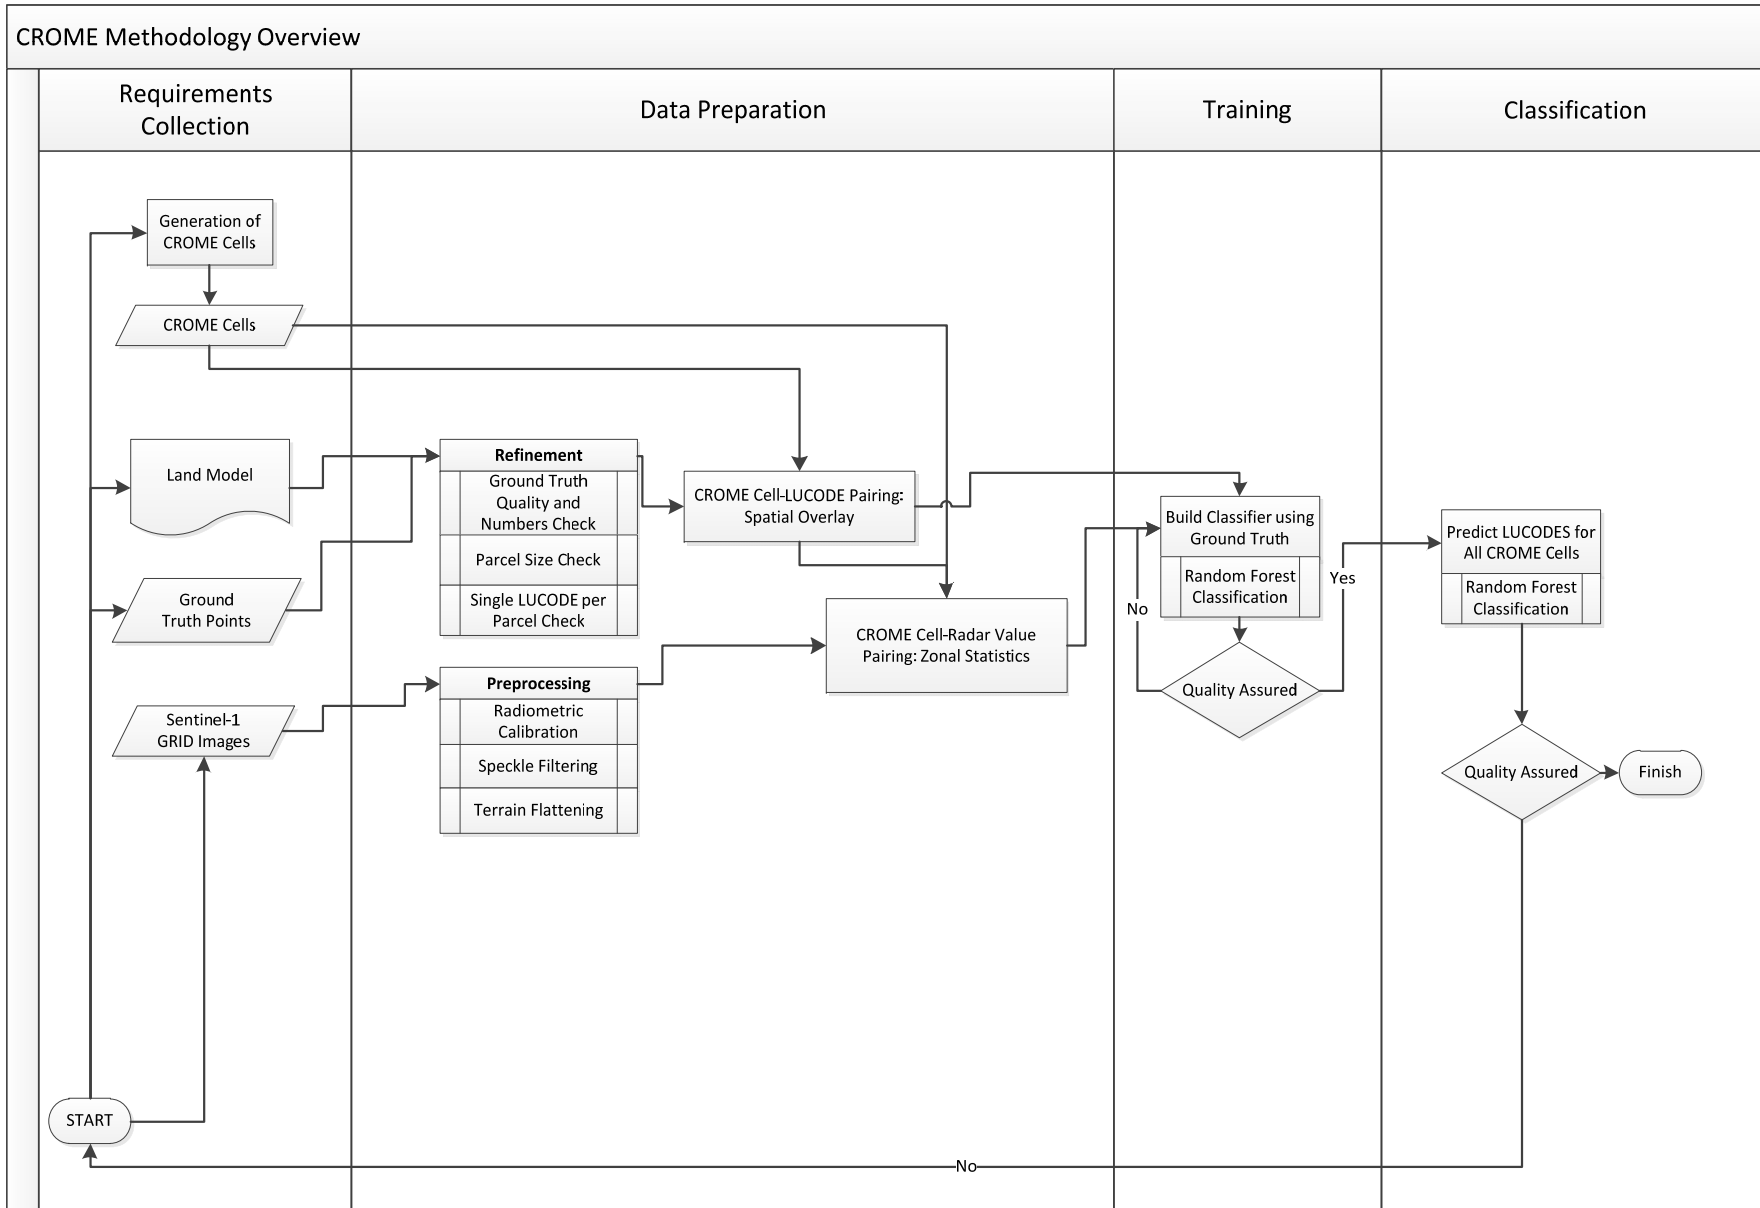 CROME Methodology Overview
Requirements
Collection
Data Preparation
Training
Classification
Generation of
CROME Cells
CROME Cells
Land Model
Ground
Truth Points
Sentinel-1
GRID Images
START
Refinement
Ground Truth
Quality and
Numbers Check
Parcel Size Check
Single LUCODE per
Parcel Check
Preprocessing
Radiometric
Calibration
Speckle Filtering
Terrain Flattening
CROME Cell-LUCODE Pairing:
Spatial Overlay
CROME Cell-Radar Value
Pairing: Zonal Statistics
Build Classifier using
Ground Truth
Random Forest
Classification
No
Quality Assured
Yes
Predict LUCODES for
All CROME Cells
Random Forest
Classification
Quality Assured
Finish
No